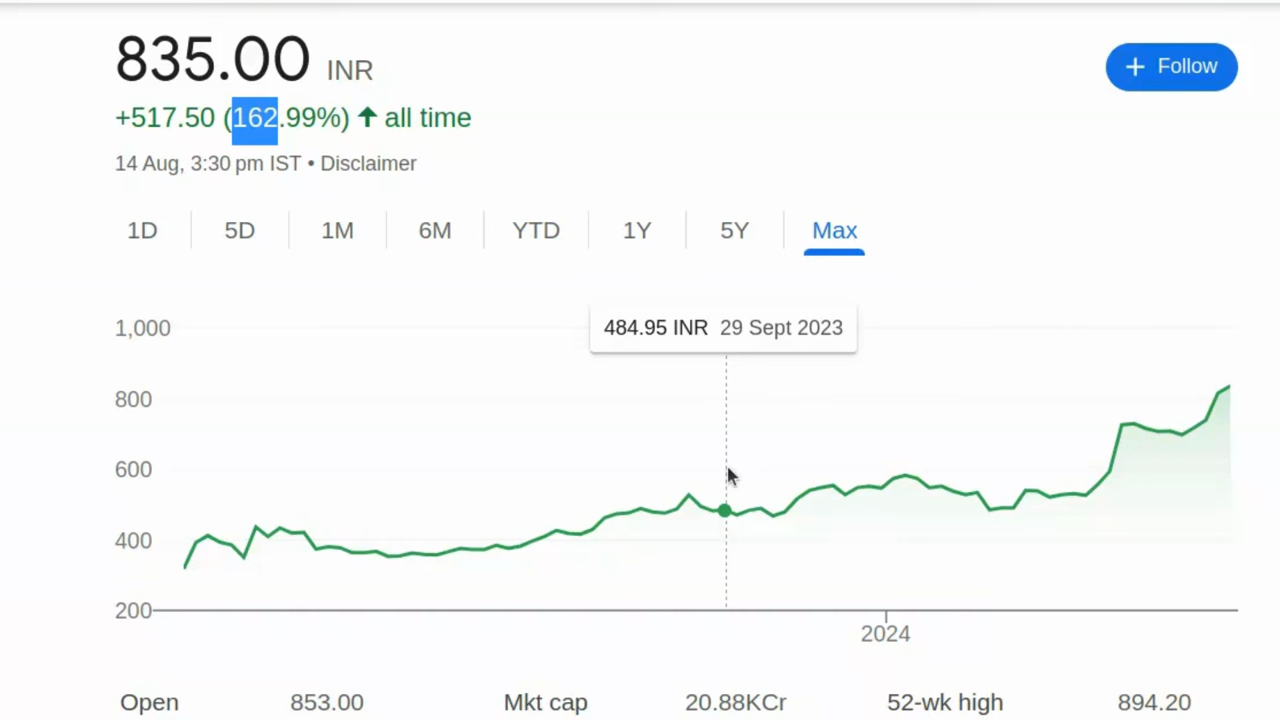 835.00 INR
+ Follow
+517.50 (162.99%) ↑ all time
14 Aug, 3:30 pm IST • Disclaimer
1D 5D 1M 6M YTD 1Y 5Y Max
484.95 INR 29 Sept 2023
1,000
800
600
400
200
2024
Open 853.00 Mkt cap 20.88KCr 52-wk high 894.20